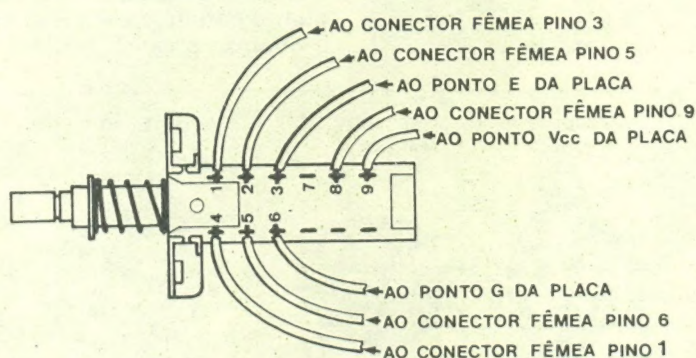 AO CONECTOR FÊMEA PINO 3
AO CONECTOR FÊMEA PINO 5
AO PONTO E DA PLACA
AO CONECTOR FÊMEA PINO 9
AO PONTO Vcc DA PLACA
1 2 3 7 8 9
4 5 6
AO PONTO G DA PLACA
AO CONECTOR FÊMEA PINO 6
AO CONECTOR FÊMEA PINO 1